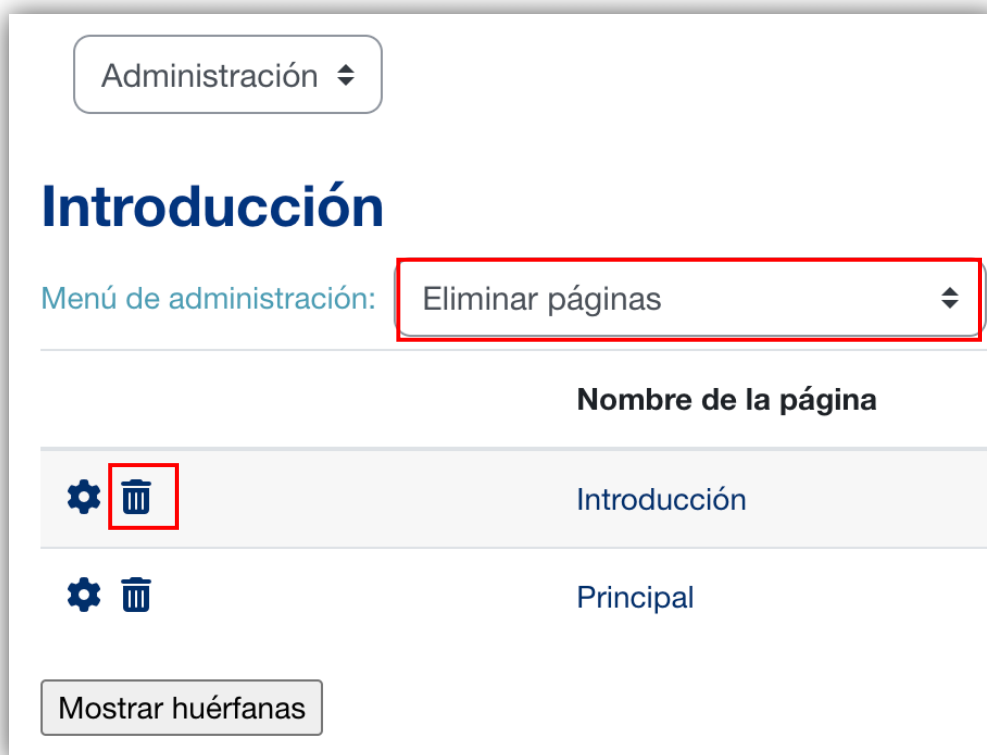 Administración
Introducción
Menú de administración: Eliminar páginas
Nombre de la página
Introducción
Principal
Mostrar huérfanas